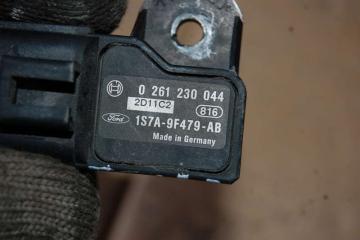 0 261 230 044
2D11C2 816
Ford 1S7A-9F479-AB
Made in Germany